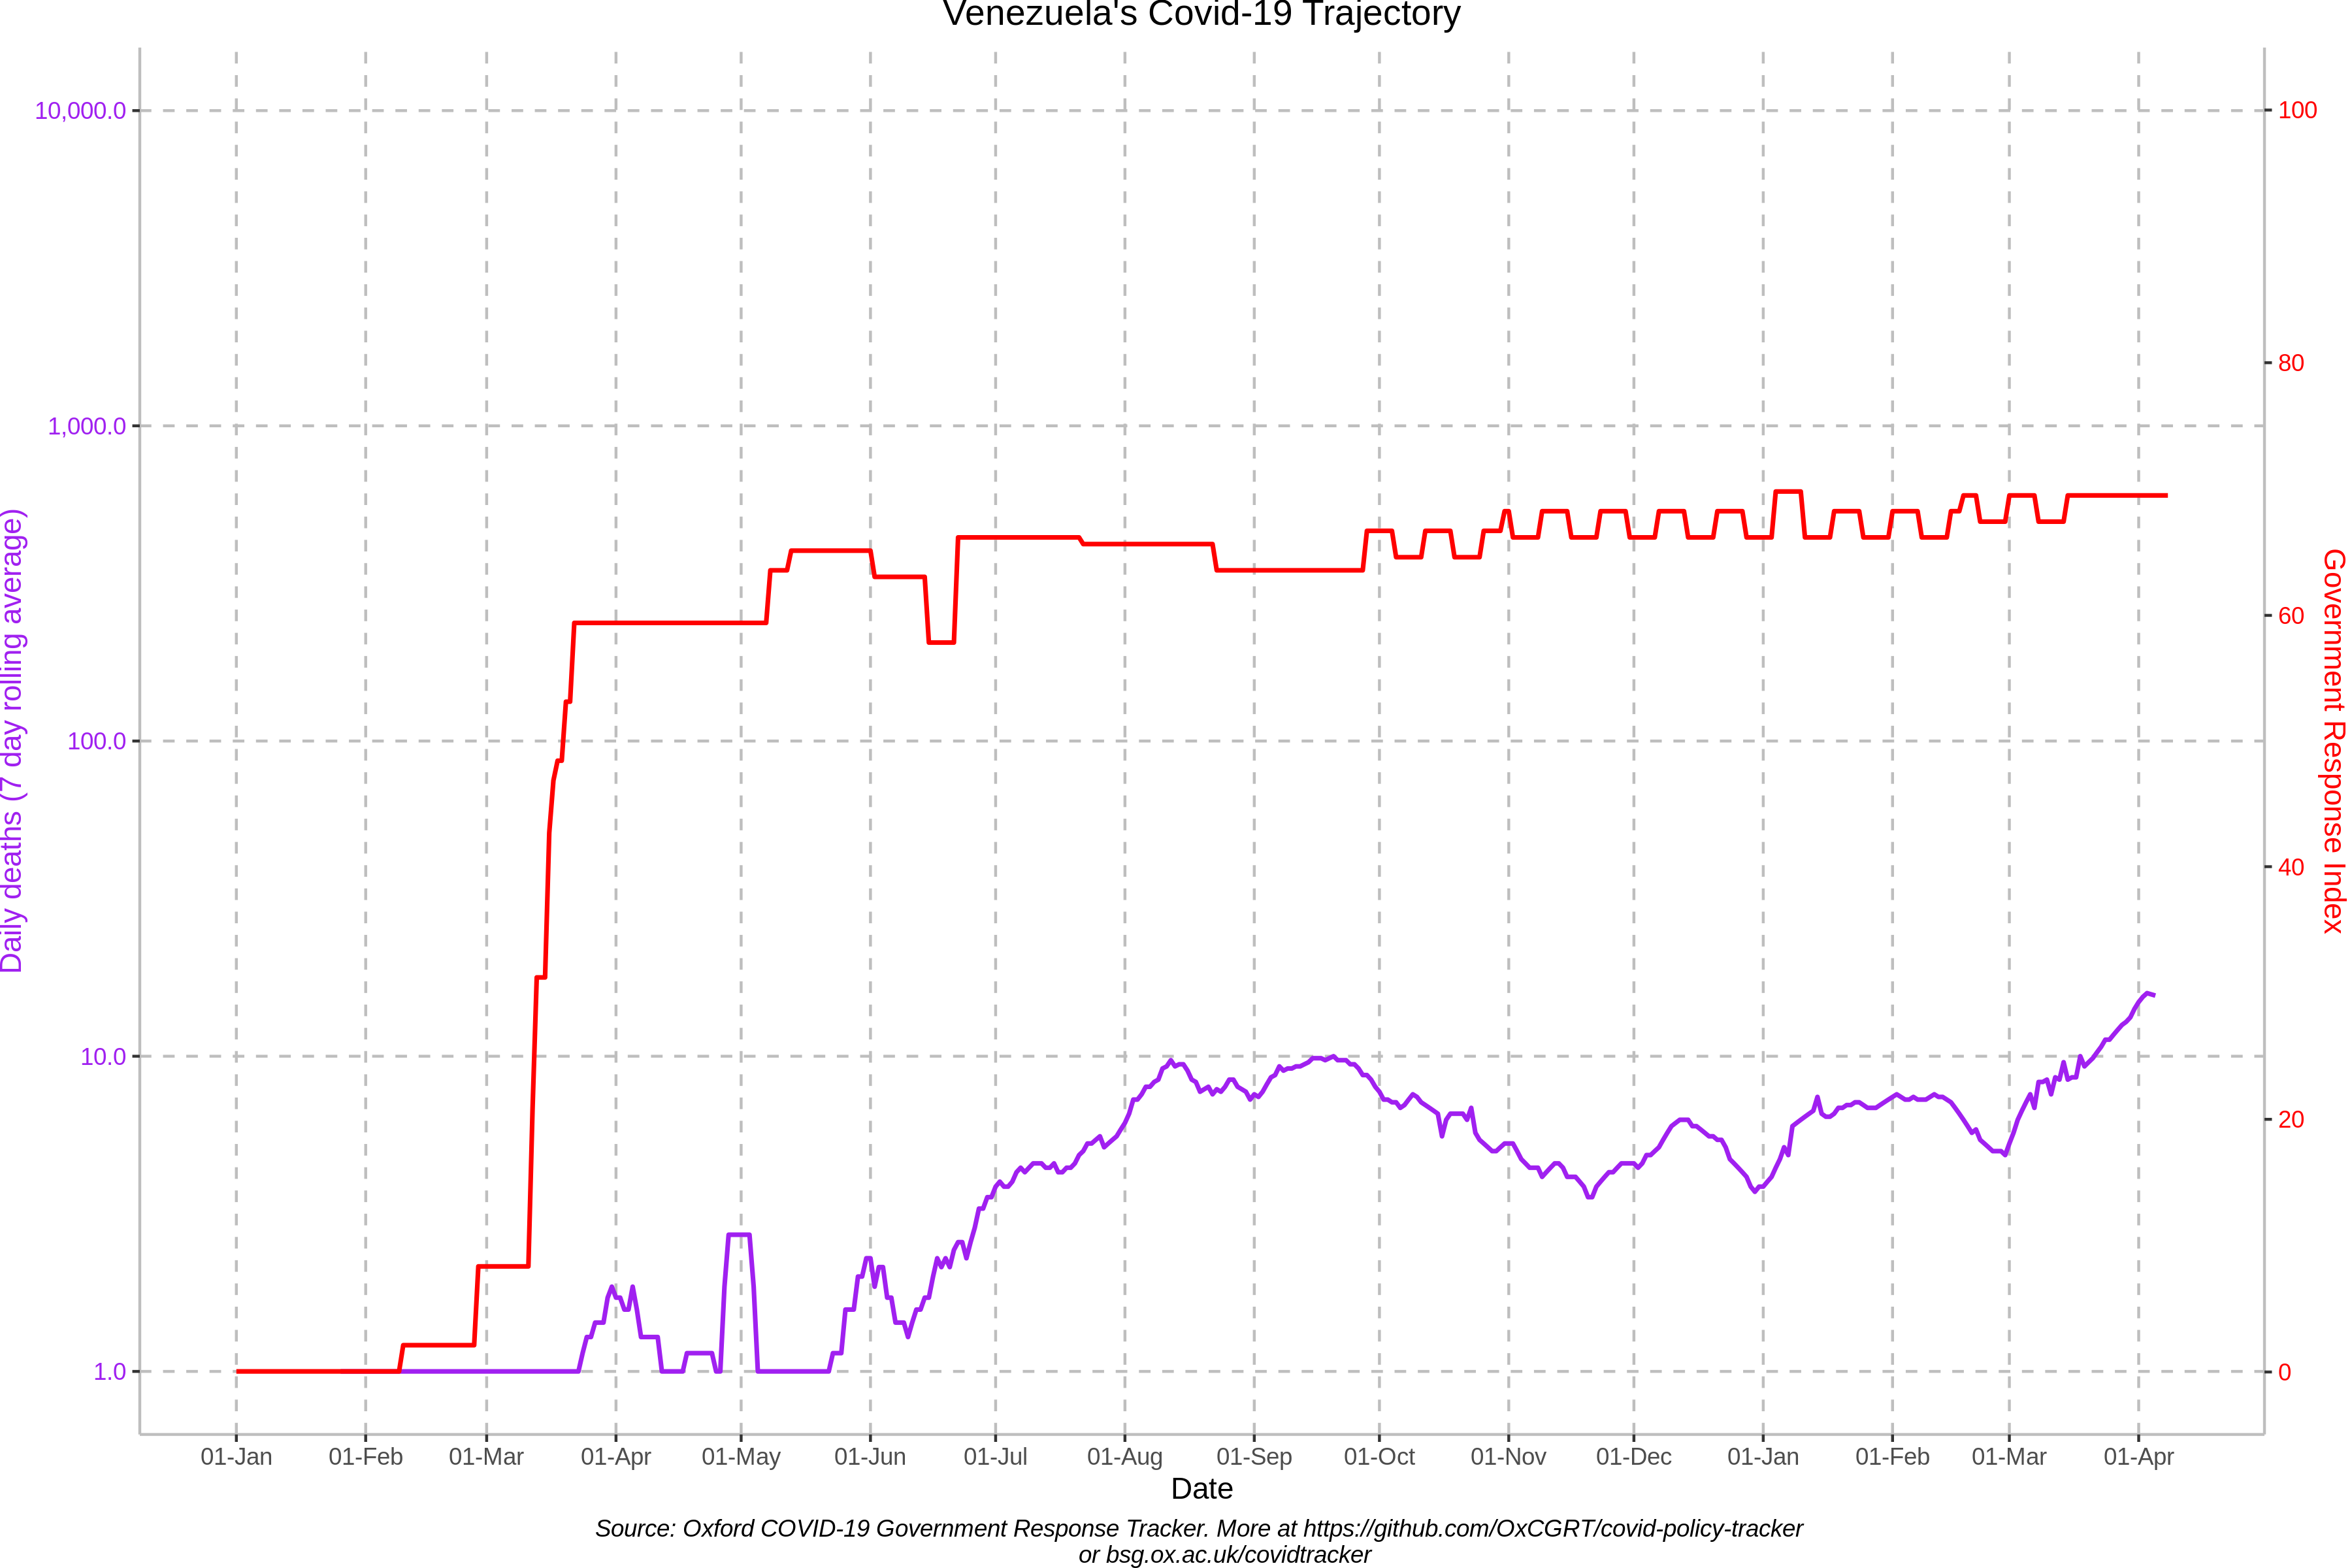 Venezuela's Covid-19 Trajectory
10,000.0
1,000.0
100.0
10.0
1.0
Daily deaths (7 day rolling average)
100
80
60
40
20
0
Government Response Index
01-Jan 01-Feb 01-Mar 01-Apr 01-May 01-Jun 01-Jul 01-Aug 01-Sep 01-Oct 01-Nov 01-Dec 01-Jan 01-Feb 01-Mar 01-Apr
Date
Source: Oxford COVID-19 Government Response Tracker. More at https://github.com/OxCGRT/covid-policy-tracker
or bsg.ox.ac.uk/covidtracker